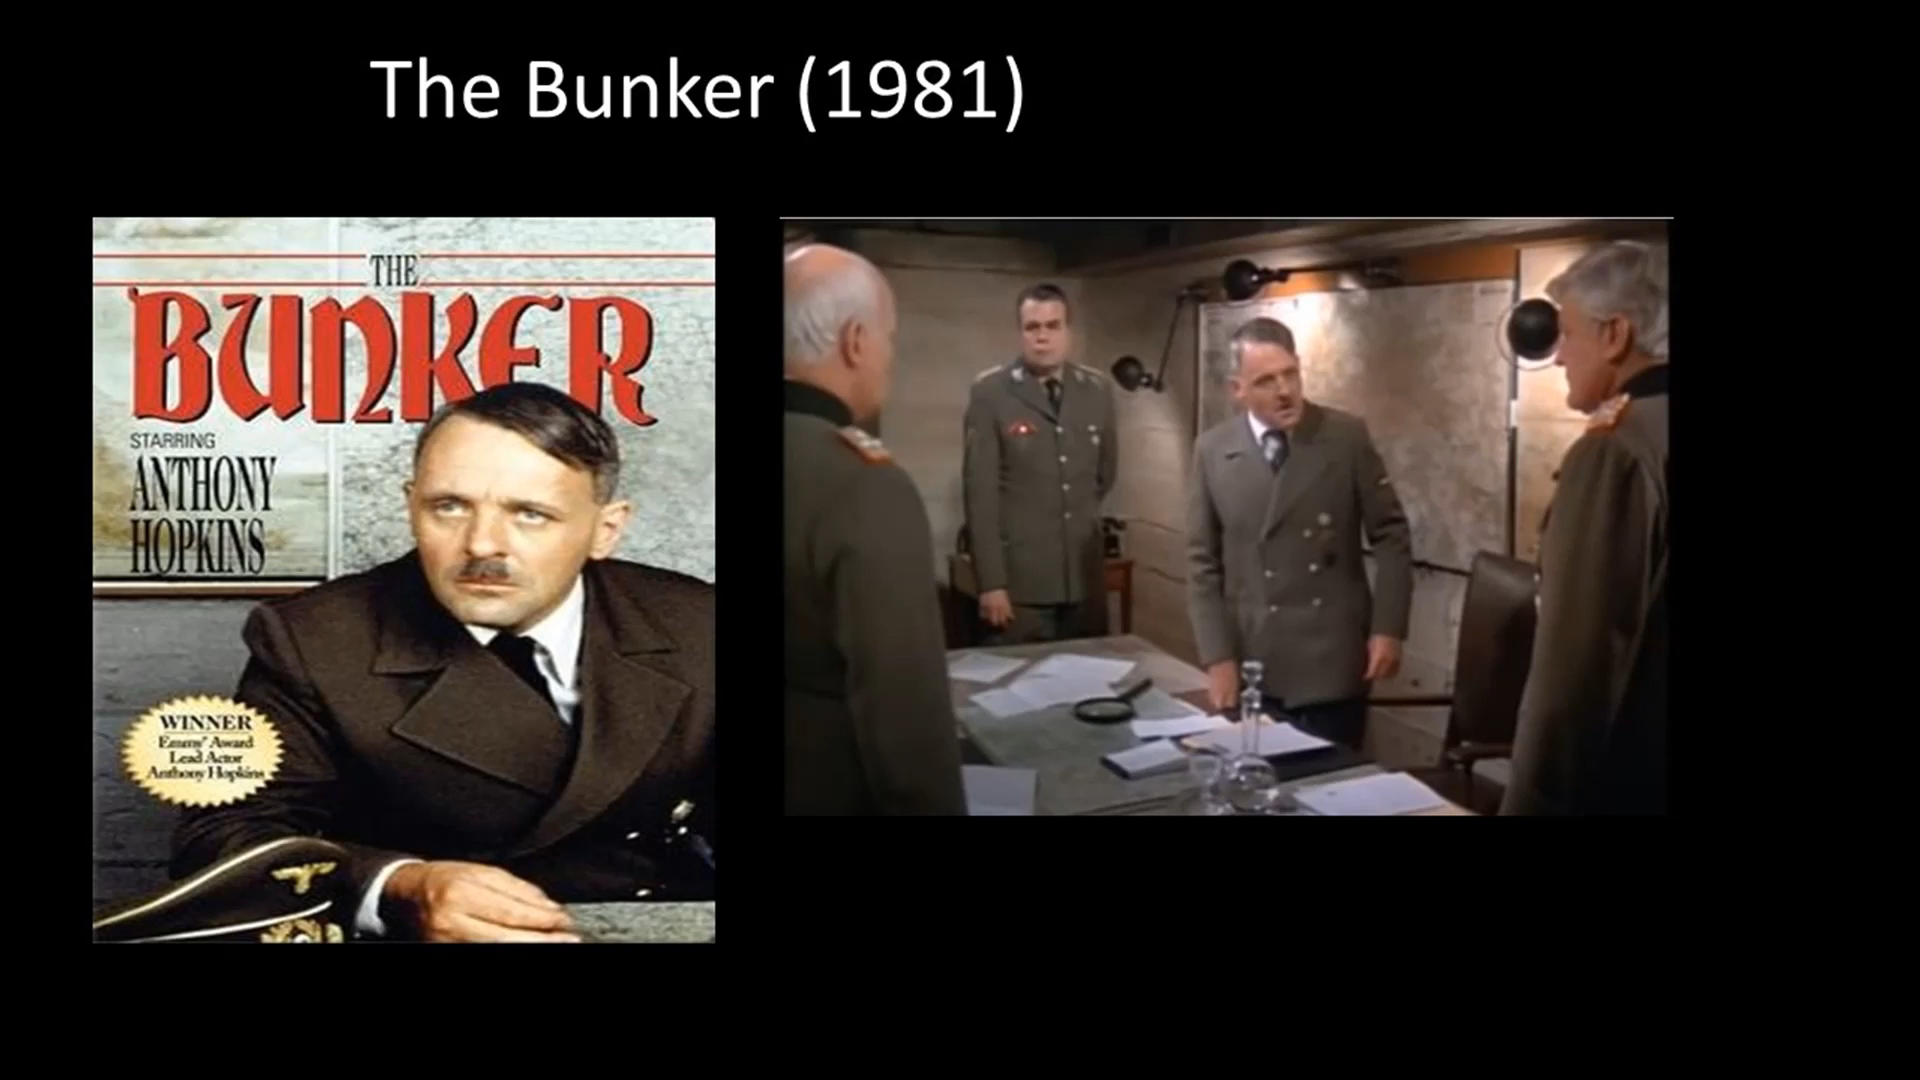 The Bunker (1981)
THE
BUNKER
STARRING
ANTHONY
HOPKINS
WINNER
Emmy® Award
Lead Actor
Anthony Hopkins